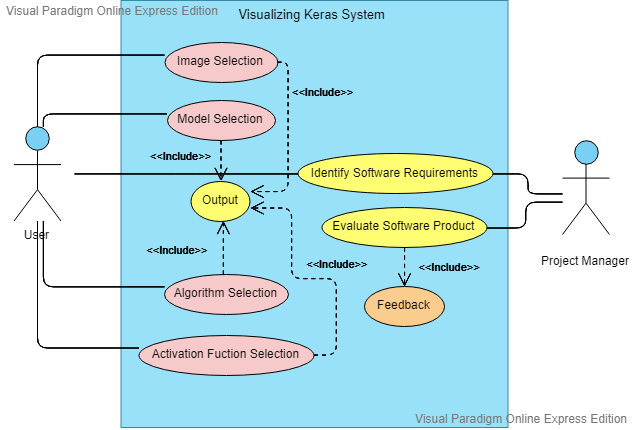 Visual Paradigm Online Express Edition
Visualizing Keras System
Image Selection
<<Include>>
Model Selection
<<Include>>
Identify Software Requirements
Output
Evaluate Software Product
User
<<Include>>
<<Include>>
<<Include>>
Project Manager
Algorithm Selection
Feedback
Activation Fuction Selection
Visual Paradigm Online Express Edition